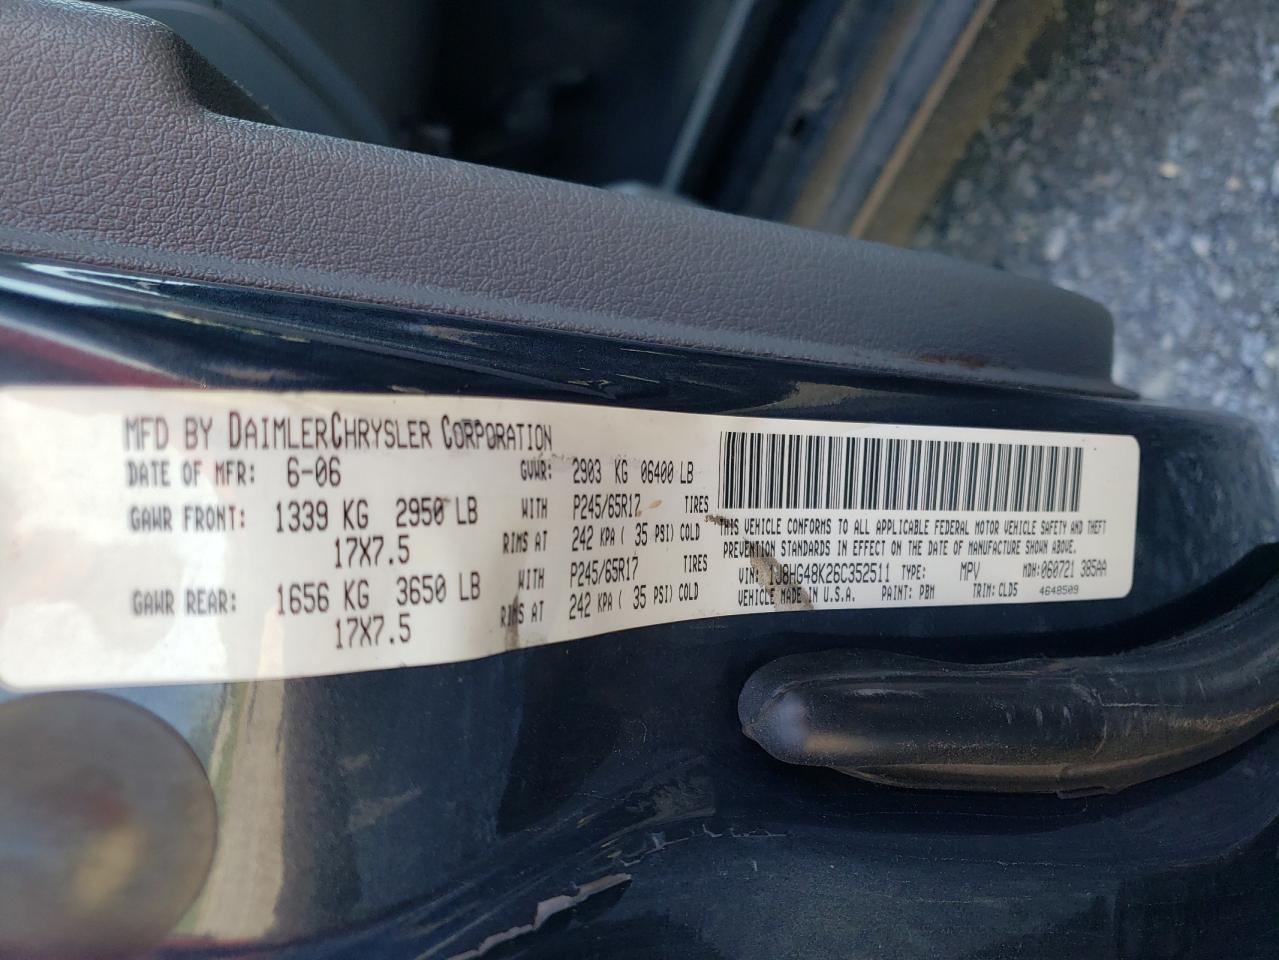 MFD BY DAIMLERCHRYSLER CORPORATION
DATE OF MFR: 6-06 GVWR: 2903 KG 06400 LB
GAWR FRONT: 1339 KG 2950 LB WITH P245/65R17 TIRES
17X7.5 RIMS AT 242 KPA ( 35 PSI) COLD
GAWR REAR: 1656 KG 3650 LB WITH P245/65R17 TIRES
17X7.5 RIMS AT 242 KPA ( 35 PSI) COLD
THIS VEHICLE CONFORMS TO ALL APPLICABLE FEDERAL MOTOR VEHICLE SAFETY AND THEFT
PREVENTION STANDARDS IN EFFECT ON THE DATE OF MANUFACTURE SHOWN ABOVE.
VIN: 1J8HG48K26C352511 TYPE: MPV MDH: 060721 385AA
VEHICLE MADE IN U.S.A. PAINT: PBM TRIM: CLD5 4648509